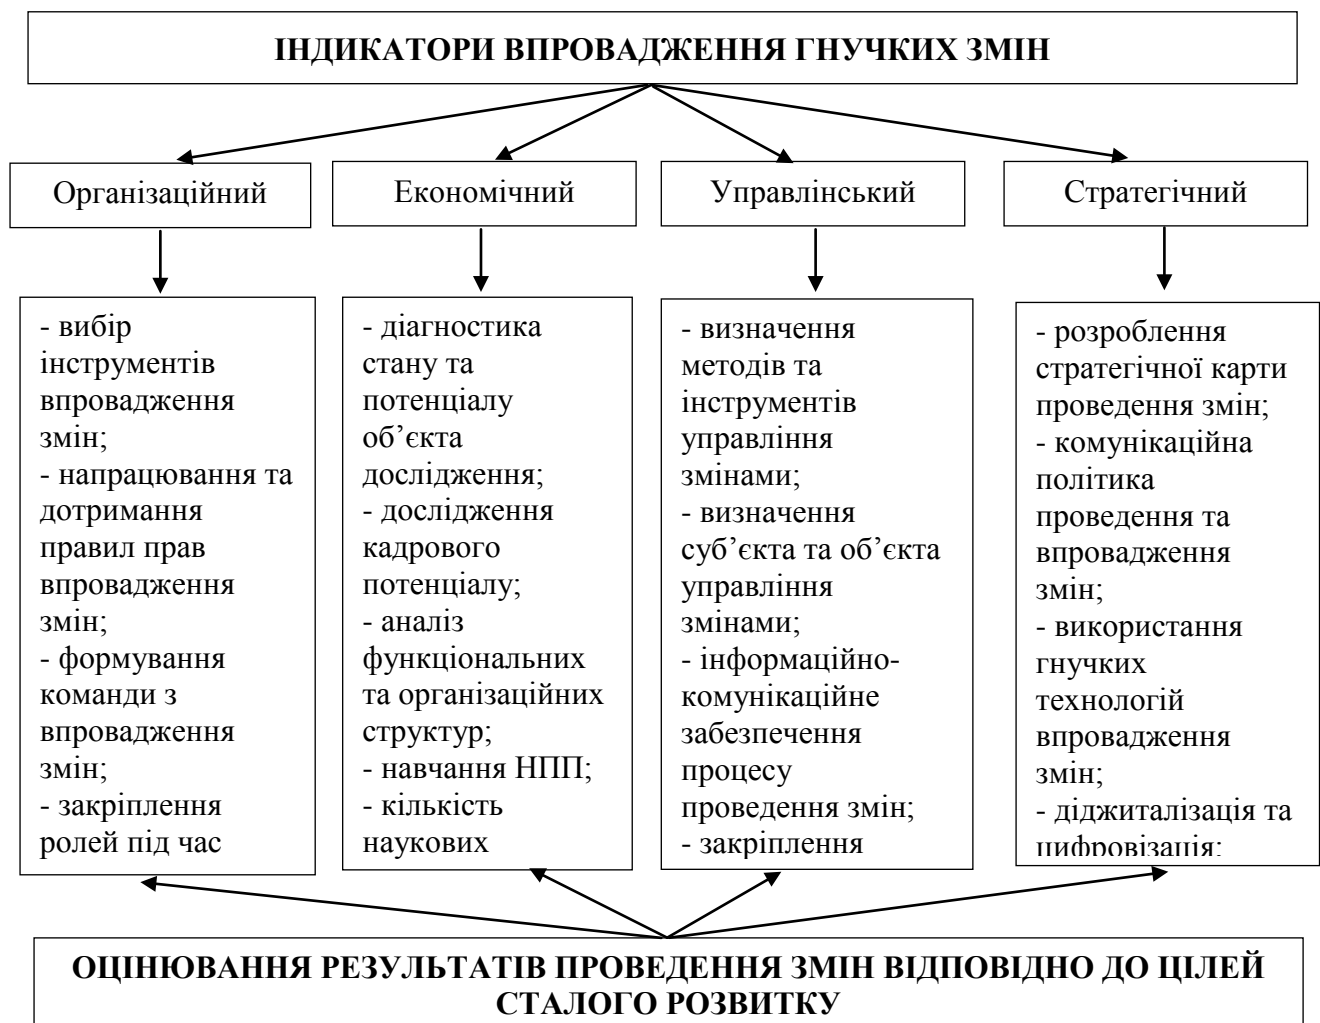 ІНДИКАТОРИ ВПРОВАДЖЕННЯ ГНУЧКИХ ЗМІН
Організаційний
Економічний
Управлінський
Стратегічний
- вибір
інструментів
впровадження
змін;
- напрацювання та
дотримання
правил прав
впровадження
змін;
- формування
команди з
впровадження
змін;
- закріплення
ролей під час
- діагностика
стану та
потенціалу
об’єкта
дослідження;
- дослідження
кадрового
потенціалу;
- аналіз
функціональних
та організаційних
структур;
- навчання НПП;
- кількість
наукових
- визначення
методів та
інструментів
управління
змінами;
- визначення
суб’єкта та об’єкта
управління
змінами;
- інформаційно-
комунікаційне
забезпечення
процесу
проведення змін;
- закріплення
- розроблення
стратегічної карти
проведення змін;
- комунікаційна
політика
проведення та
впровадження
змін;
- використання
гнучких
технологій
впровадження
змін;
- діджиталізація та
цифровізація;
ОЦІНЮВАННЯ РЕЗУЛЬТАТІВ ПРОВЕДЕННЯ ЗМІН ВІДПОВІДНО ДО ЦІЛЕЙ
СТАЛОГО РОЗВИТКУ